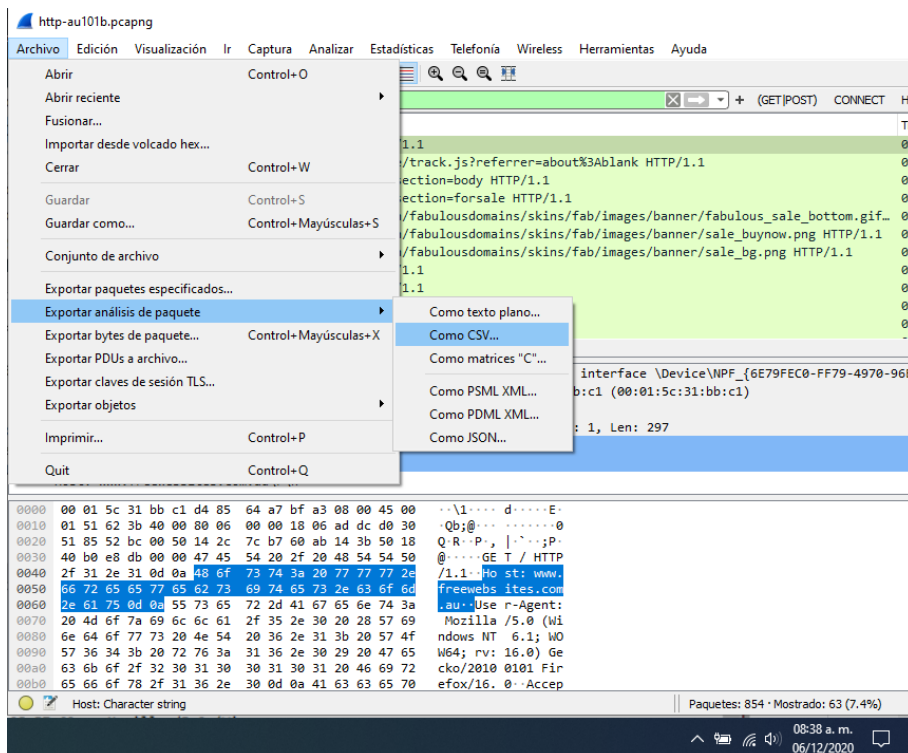 http-au101b.pcapng
Archivo Edición Visualización Ir Captura Analizar Estadísticas Telefonía Wireless Herramientas Ayuda
Abrir Control+O
Abrir reciente
Fusionar...
Importar desde volcado hex...
Cerrar Control+W
Guardar Control+S
Guardar como... Control+Mayúsculas+S
Conjunto de archivo
Exportar paquetes especificados...
Exportar análisis de paquete
Exportar bytes de paquete... Control+Mayúsculas+X
Exportar PDUs a archivo...
Exportar claves de sesión TLS...
Exportar objetos
Imprimir... Control+P
Quit Control+Q
Como texto plano...
Como CSV...
Como matrices "C"...
Como PSML XML...
Como PDML XML...
Como JSON...
+ (GET|POST) CONNECT
/1.1
/track.js?referrer=about%3Ablank HTTP/1.1
ection=body HTTP/1.1
ection=forsale HTTP/1.1
/fabulousdomains/skins/fab/images/banner/fabulous_sale_bottom.gif…
/fabulousdomains/skins/fab/images/banner/sale_buynow.png HTTP/1.1
/fabulousdomains/skins/fab/images/banner/sale_bg.png HTTP/1.1
/1.1
/1.1
interface \Device\NPF_{6E79FEC0-FF79-4970-96
b:c1 (00:01:5c:31:bb:c1)
: 1, Len: 297
0000 00 01 5c 31 bb c1 d4 85 64 a7 bf a3 08 00 45 00 ··\1···· d·····E·
0010 01 51 62 3b 40 00 80 06 00 00 18 06 ad dc d0 30 ·Qb;@··· ·······0
0020 51 85 52 bc 00 50 14 2c 7c b7 60 ab 14 3b 50 18 Q·R··P·, |·`··;P·
0030 40 b0 e8 db 00 00 47 45 54 20 2f 20 48 54 54 50 @·····GE T / HTTP
0040 2f 31 2e 31 0d 0a 48 6f 73 74 3a 20 77 77 77 2e /1.1··Ho st: www.
0050 66 72 65 65 77 65 62 73 69 74 65 73 2e 63 6f 6d freewebs ites.com
0060 2e 61 75 0d 0a 55 73 65 72 2d 41 67 65 6e 74 3a .au··Use r-Agent:
0070 20 4d 6f 7a 69 6c 6c 61 2f 35 2e 30 20 28 57 69 Mozilla /5.0 (Wi
0080 6e 64 6f 77 73 20 4e 54 20 36 2e 31 3b 20 57 4f ndows NT 6.1; WO
0090 57 36 34 3b 20 72 76 3a 31 36 2e 30 29 20 47 65 W64; rv: 16.0) Ge
00a0 63 6b 6f 2f 32 30 31 30 30 31 30 31 20 46 69 72 cko/2010 0101 Fir
00b0 65 66 6f 78 2f 31 36 2e 30 0d 0a 41 63 63 65 70 efox/16. 0··Accep
Host: Character string Paquetes: 854 · Mostrado: 63 (7.4%)
08:38 a. m.
06/12/2020